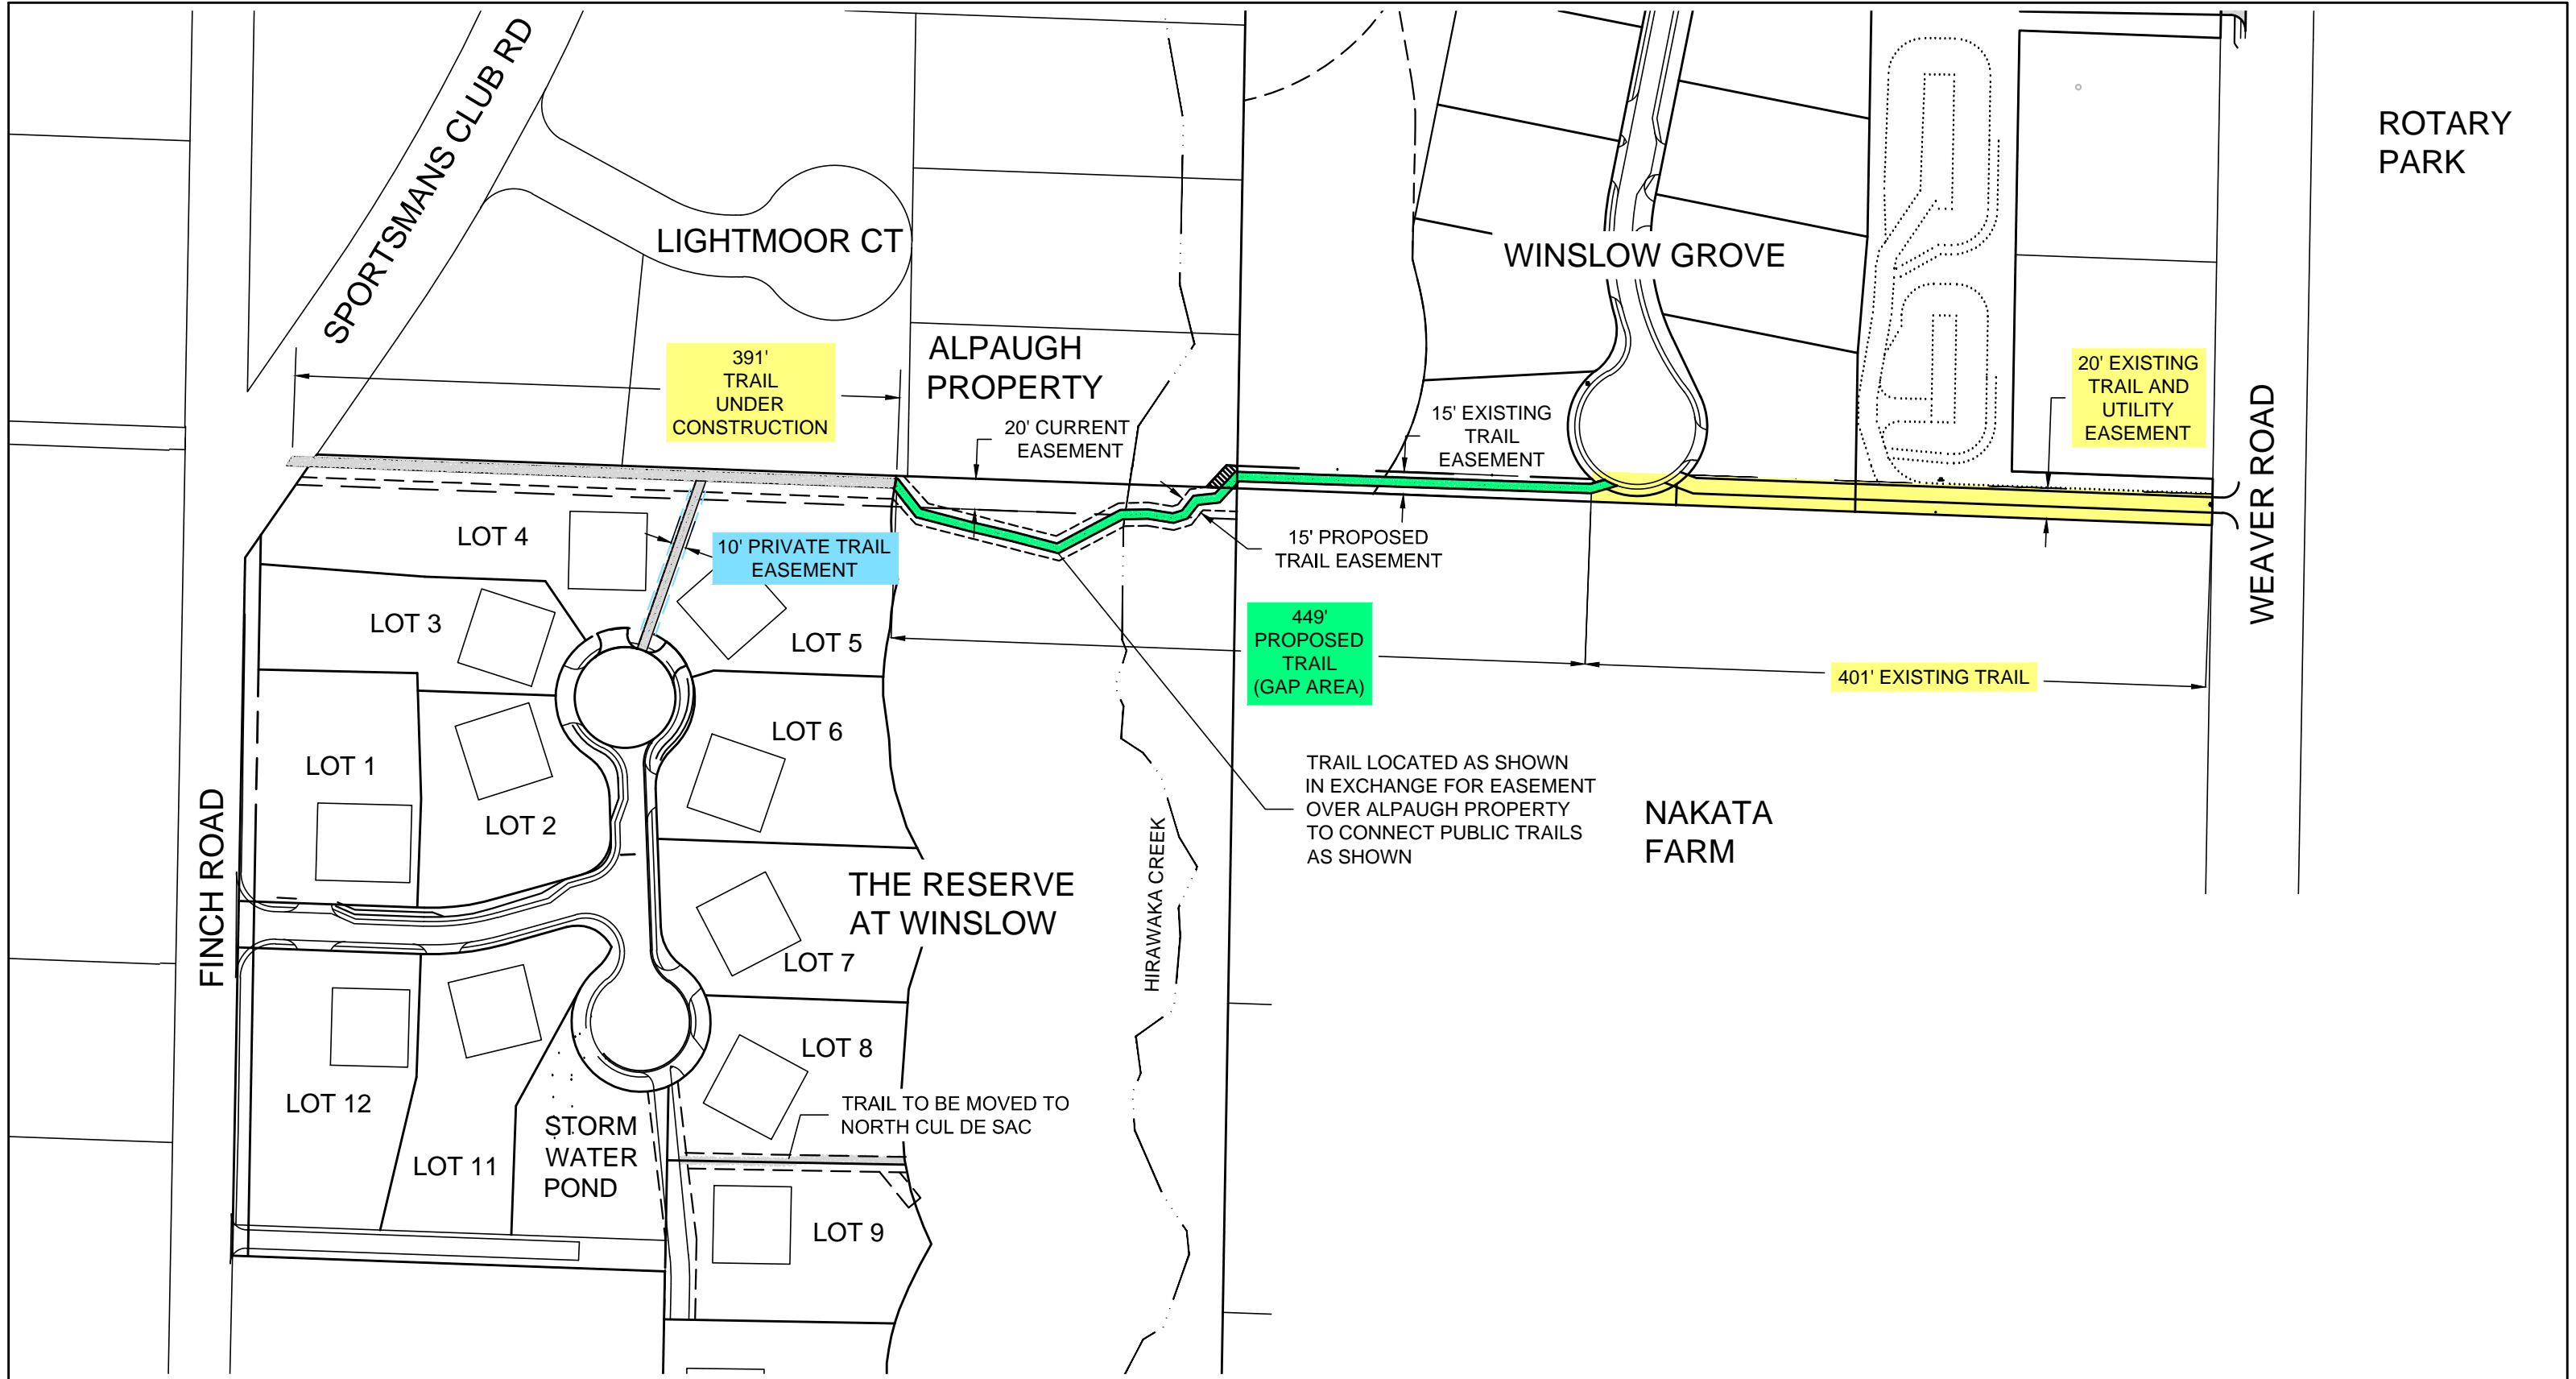 SPORTSMANS CLUB RD
ROTARY
PARK
LIGHTMOOR CT
WINSLOW GROVE
391'
TRAIL
UNDER
CONSTRUCTION
ALPAUGH
PROPERTY
20' CURRENT
EASEMENT
15' EXISTING
TRAIL
EASEMENT
20' EXISTING
TRAIL AND
UTILITY
EASEMENT
WEAVER ROAD
LOT 4
10' PRIVATE TRAIL
EASEMENT
15' PROPOSED
TRAIL EASEMENT
LOT 3
LOT 5
449'
PROPOSED
TRAIL
(GAP AREA)
401' EXISTING TRAIL
LOT 6
LOT 1
LOT 2
TRAIL LOCATED AS SHOWN
IN EXCHANGE FOR EASEMENT
OVER ALPAUGH PROPERTY
TO CONNECT PUBLIC TRAILS
AS SHOWN
NAKATA
FARM
FINCH ROAD
THE RESERVE
AT WINSLOW
HIRAWAKA CREEK
LOT 7
LOT 8
LOT 12
TRAIL TO BE MOVED TO
NORTH CUL DE SAC
STORM
WATER
POND
LOT 11
LOT 9